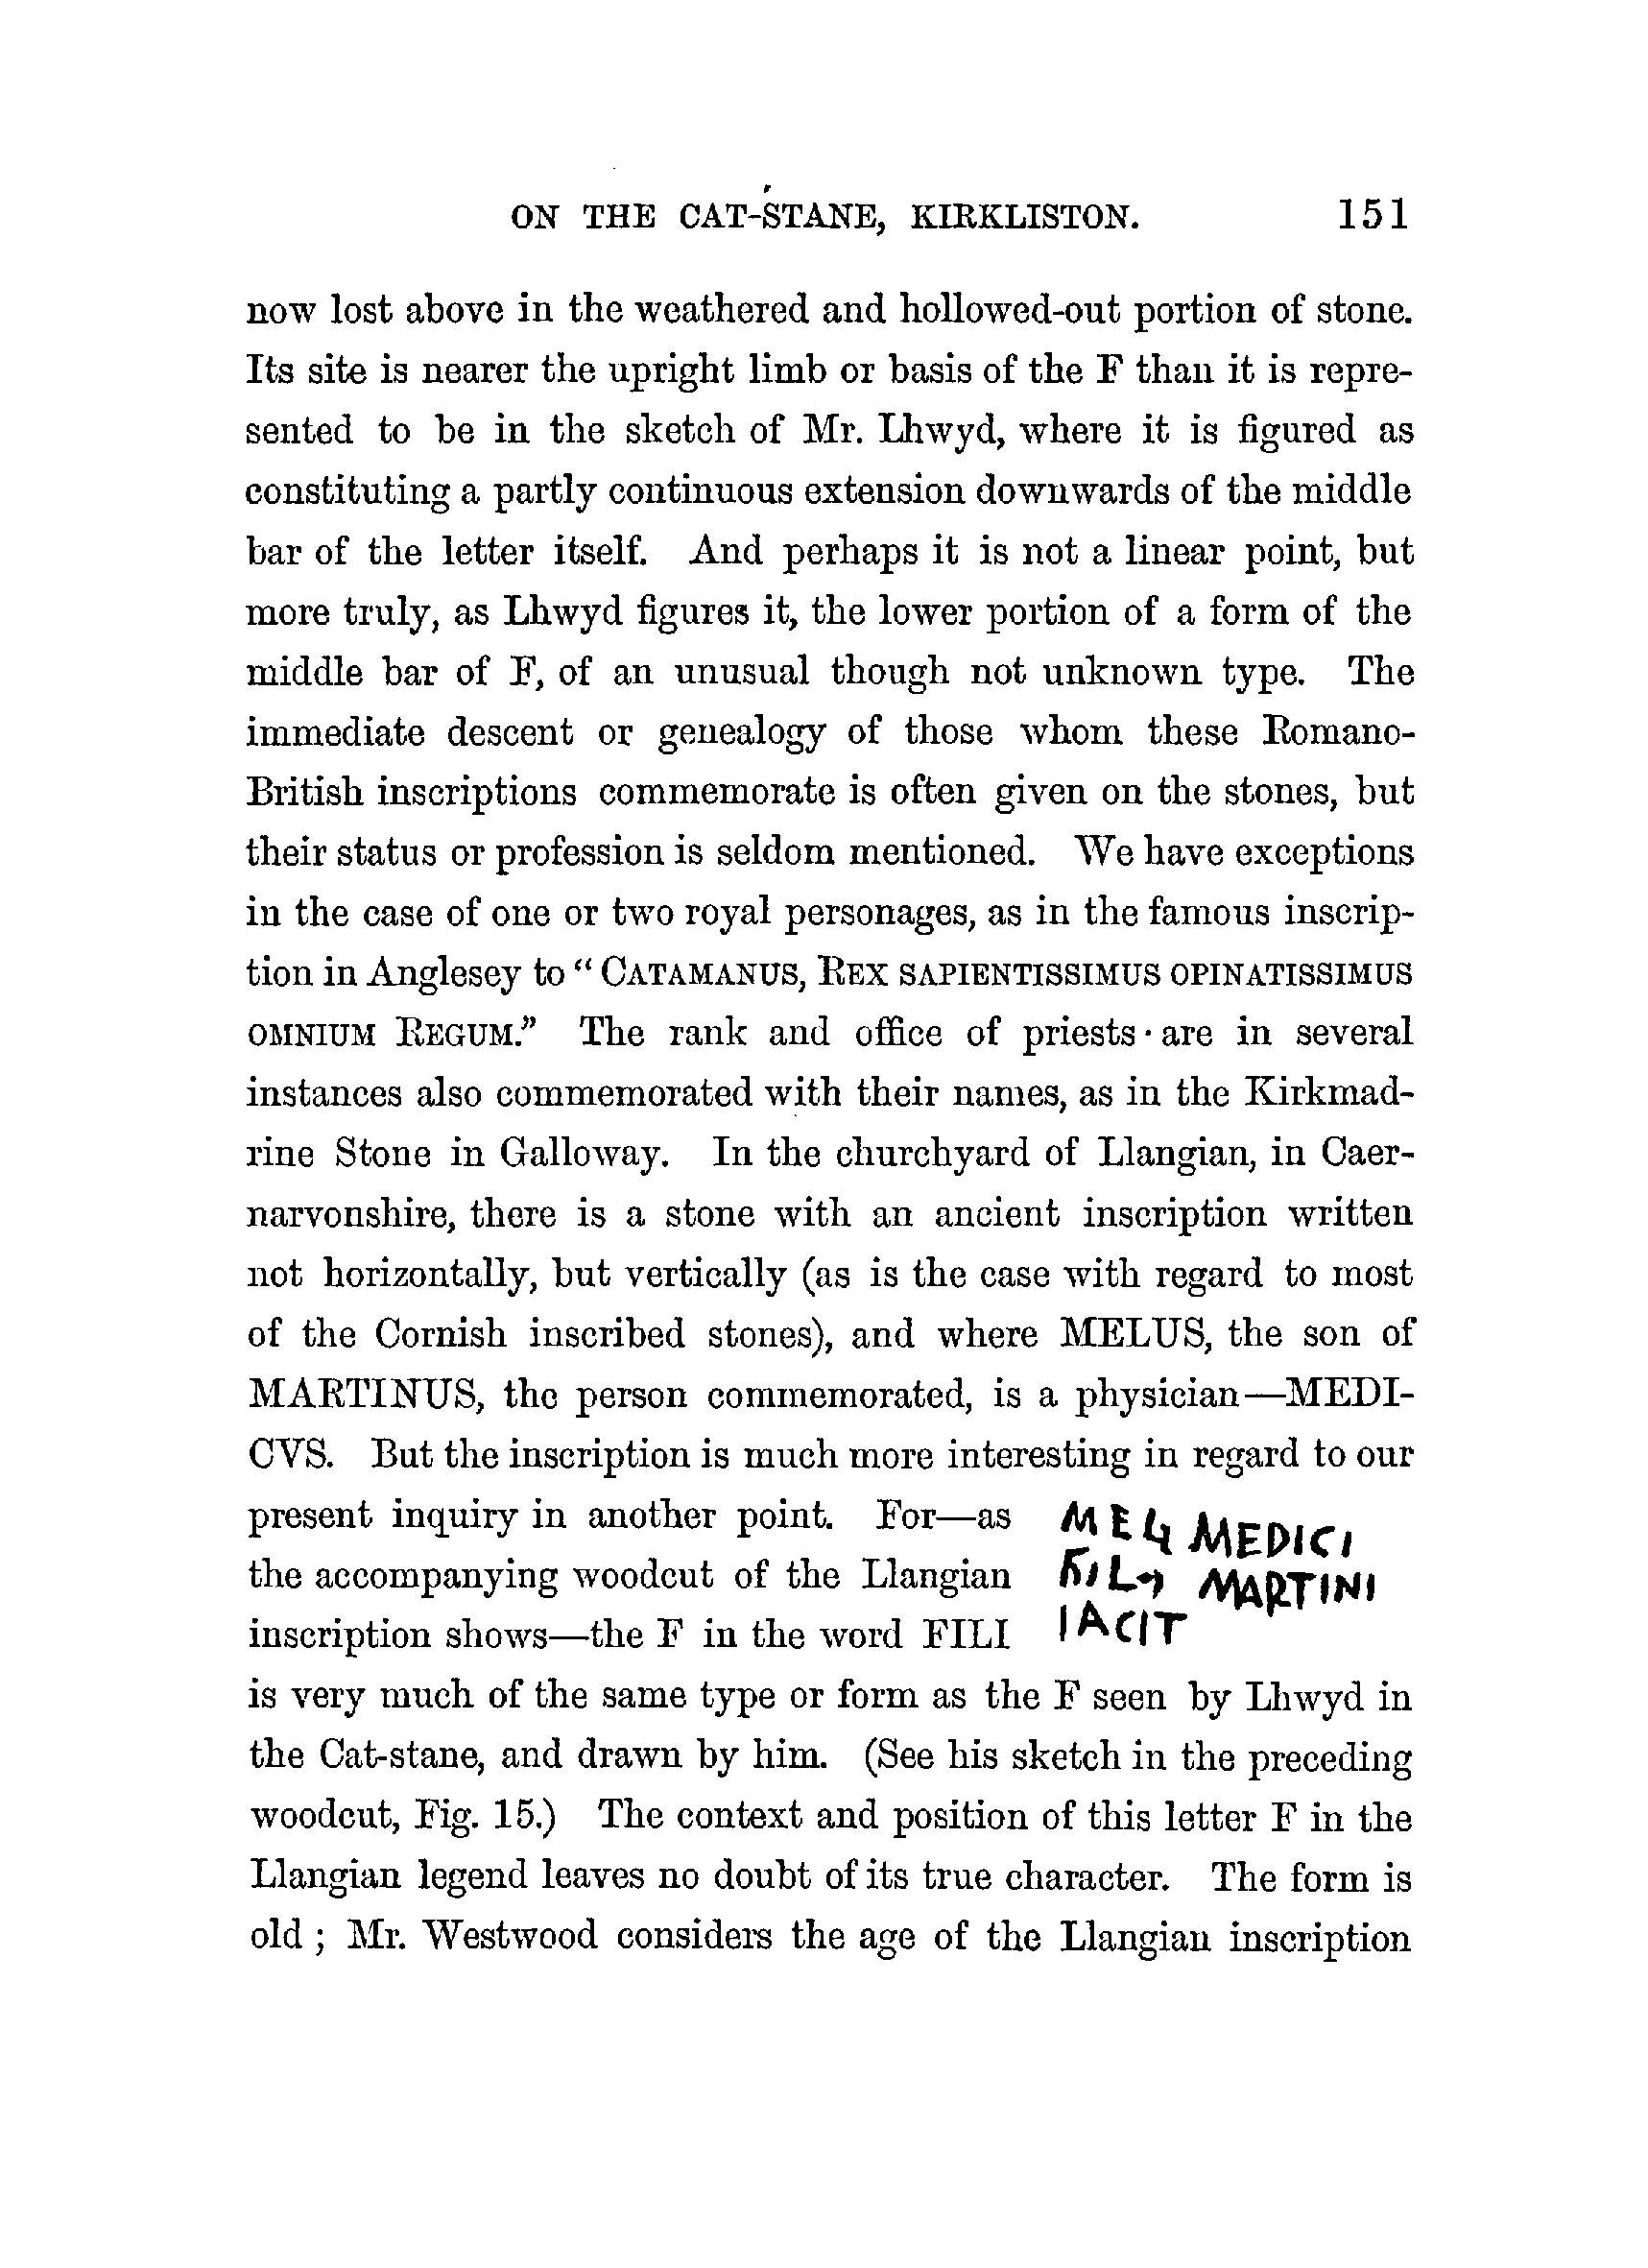 ON THE CAT-STANE, KIRKLISTON. 151
now lost above in the weathered and hollowed-out portion of stone.
Its site is nearer the upright limb or basis of the F than it is repre-
sented to be in the sketch of Mr. Lhwyd, where it is figured as
constituting a partly continuous extension downwards of the middle
bar of the letter itself. And perhaps it is not a linear point, but
more truly, as Lhwyd figures it, the lower portion of a form of the
middle bar of F, of an unusual though not unknown type. The
immediate descent or genealogy of those whom these Romano-
British inscriptions commemorate is often given on the stones, but
their status or profession is seldom mentioned. We have exceptions
in the case of one or two royal personages, as in the famous inscrip-
tion in Anglesey to “ CATAMANUS, REX SAPIENTISSIMUS OPINATISSIMUS
OMNIUM REGUM.” The rank and office of priests are in several
instances also commemorated with their names, as in the Kirkmad-
rine Stone in Galloway. In the churchyard of Llangian, in Caer-
narvonshire, there is a stone with an ancient inscription written
not horizontally, but vertically (as is the case with regard to most
of the Cornish inscribed stones), and where MELUS, the son of
MARTINUS, the person commemorated, is a physician—MEDI-
CVS. But the inscription is much more interesting in regard to our
present inquiry in another point. For—as
the accompanying woodcut of the Llangian
inscription shows—the F in the word FILI
MELI MEDICI
FILI MARTINI
IACIT
is very much of the same type or form as the F seen by Lhwyd in
the Cat-stane, and drawn by him. (See his sketch in the preceding
woodcut, Fig. 15.) The context and position of this letter F in the
Llangian legend leaves no doubt of its true character. The form is
old ; Mr. Westwood considers the age of the Llangian inscription